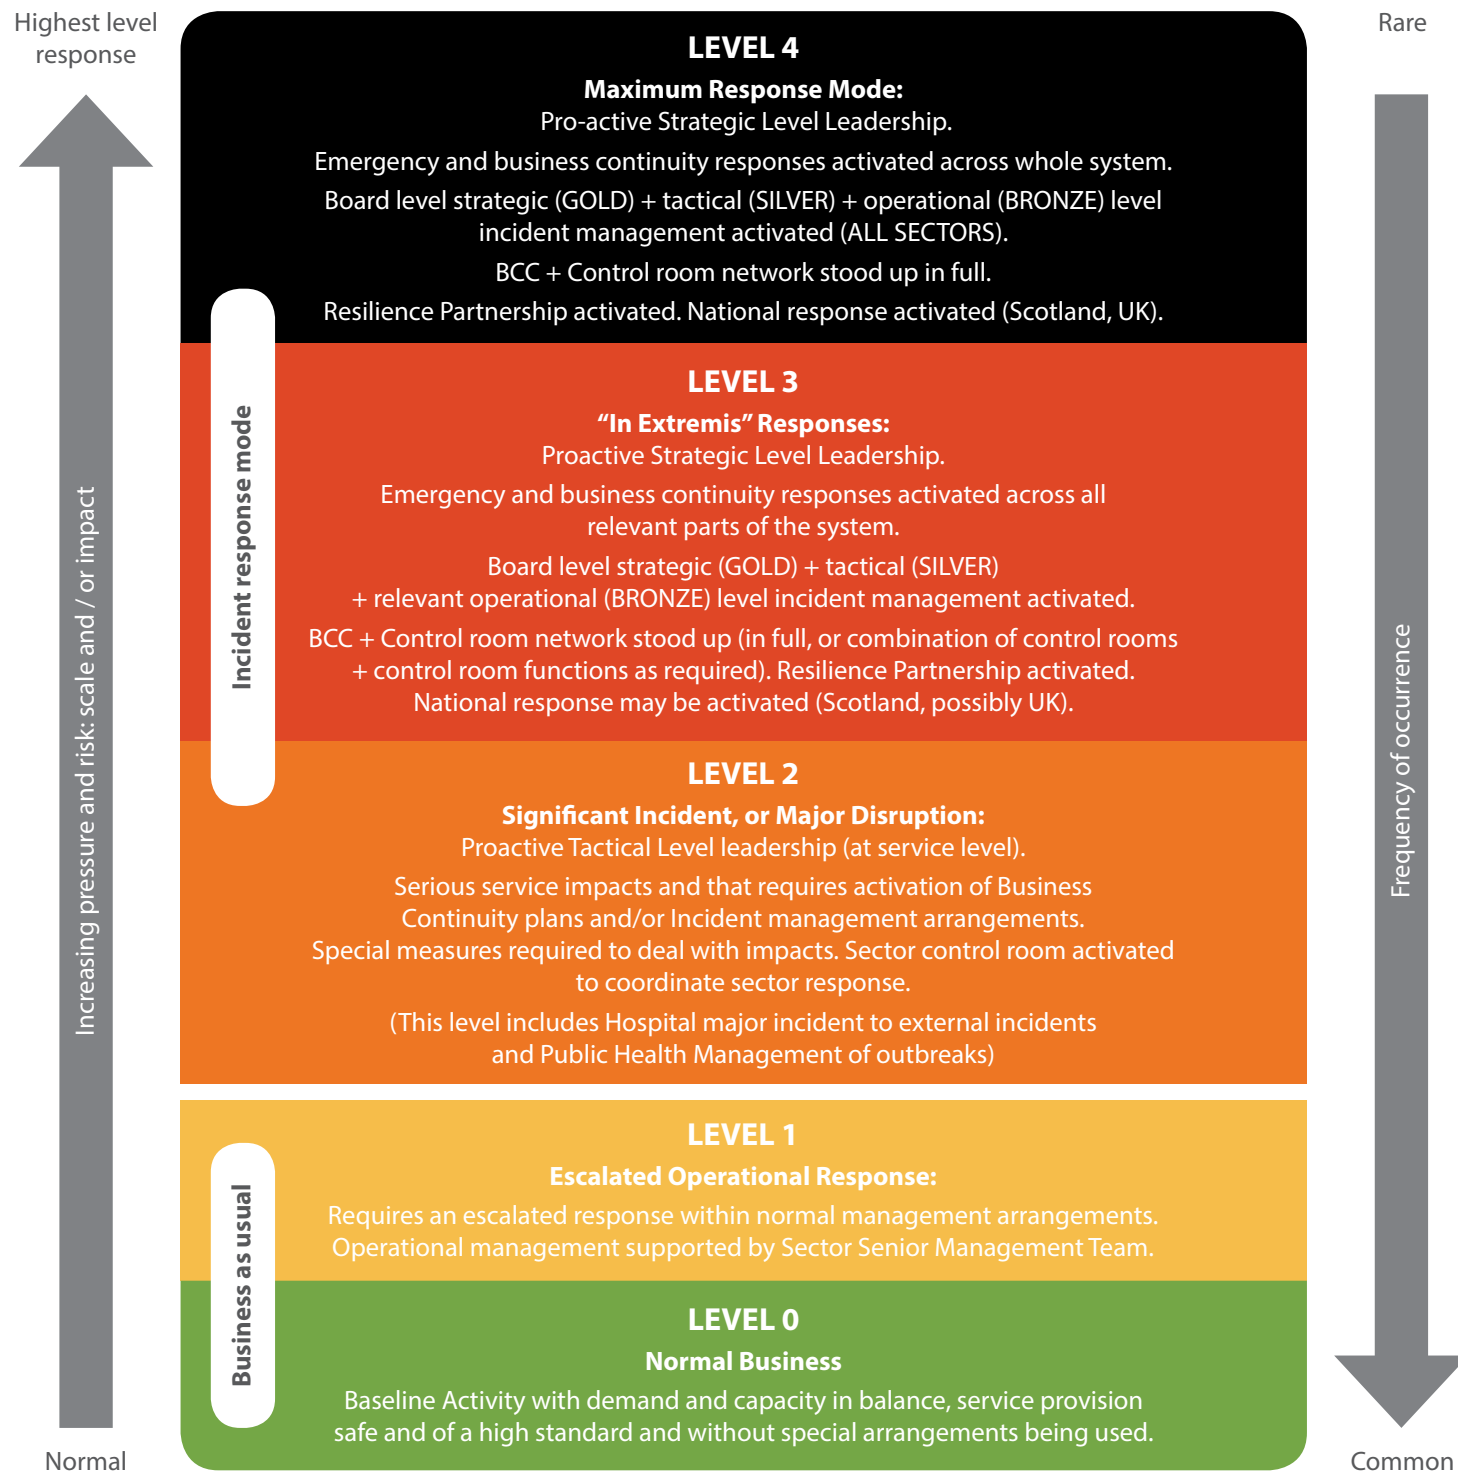 Highest level
response
Rare
LEVEL 4
Maximum Response Mode:
Pro-active Strategic Level Leadership.
Emergency and business continuity responses activated across whole system.
Board level strategic (GOLD) + tactical (SILVER) + operational (BRONZE) level
incident management activated (ALL SECTORS).
BCC + Control room network stood up in full.
Resilience Partnership activated. National response activated (Scotland, UK).
Increasing pressure and risk: scale and / or impact
Incident response mode
LEVEL 3
“In Extremis” Responses:
Proactive Strategic Level Leadership.
Emergency and business continuity responses activated across all
relevant parts of the system.
Board level strategic (GOLD) + tactical (SILVER)
+ relevant operational (BRONZE) level incident management activated.
BCC + Control room network stood up (in full, or combination of control rooms
+ control room functions as required). Resilience Partnership activated.
National response may be activated (Scotland, possibly UK).
Frequency of occurrence
LEVEL 2
Significant Incident, or Major Disruption:
Proactive Tactical Level leadership (at service level).
Serious service impacts and that requires activation of Business
Continuity plans and/or Incident management arrangements.
Special measures required to deal with impacts. Sector control room activated
to coordinate sector response.
(This level includes Hospital major incident to external incidents
and Public Health Management of outbreaks)
Business as usual
LEVEL 1
Escalated Operational Response:
Requires an escalated response within normal management arrangements.
Operational management supported by Sector Senior Management Team.
LEVEL 0
Normal Business
Baseline Activity with demand and capacity in balance, service provision
safe and of a high standard and without special arrangements being used.
Normal
Common